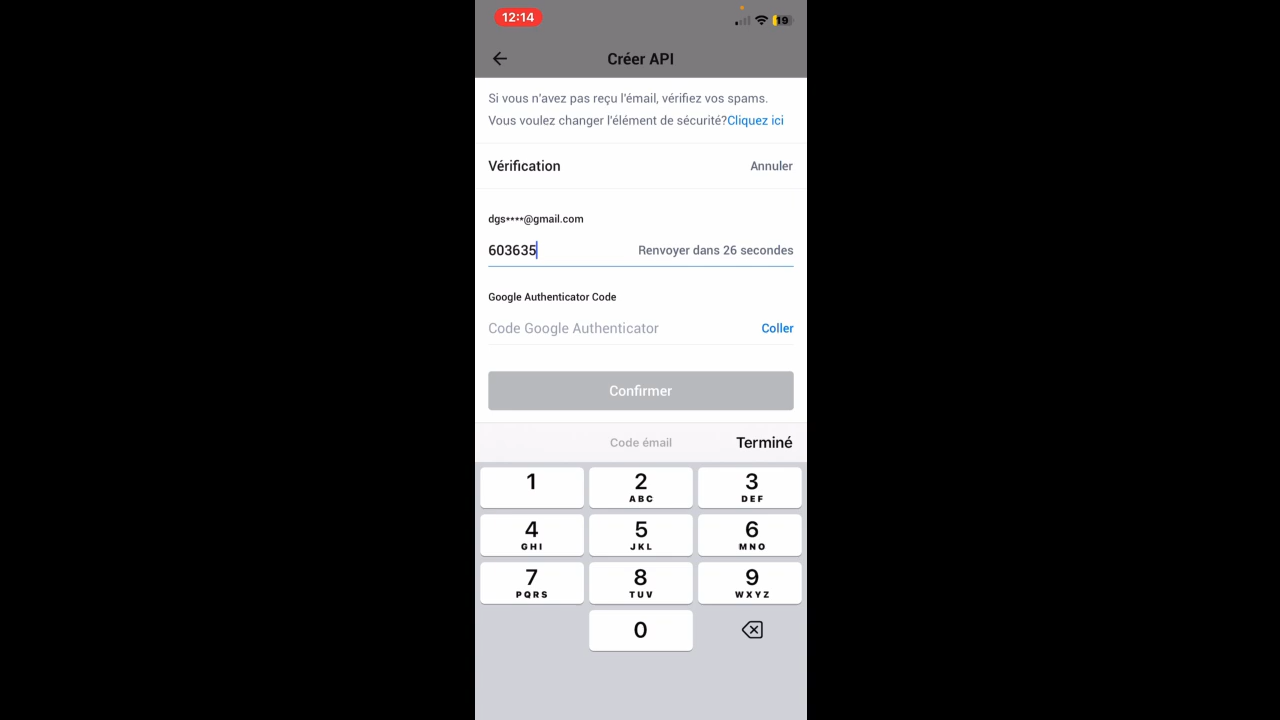 12:14
19
Créer API
Si vous n'avez pas reçu l'émail, vérifiez vos spams.
Vous voulez changer l'élément de sécurité?Cliquez ici
Vérification Annuler
dgs****@gmail.com
603635 Renvoyer dans 26 secondes
Google Authenticator Code
Code Google Authenticator Coller
Confirmer
Code émail Terminé
1 2 3
ABC DEF
4 5 6
GHI JKL MNO
7 8 9
PQRS TUV WXYZ
0